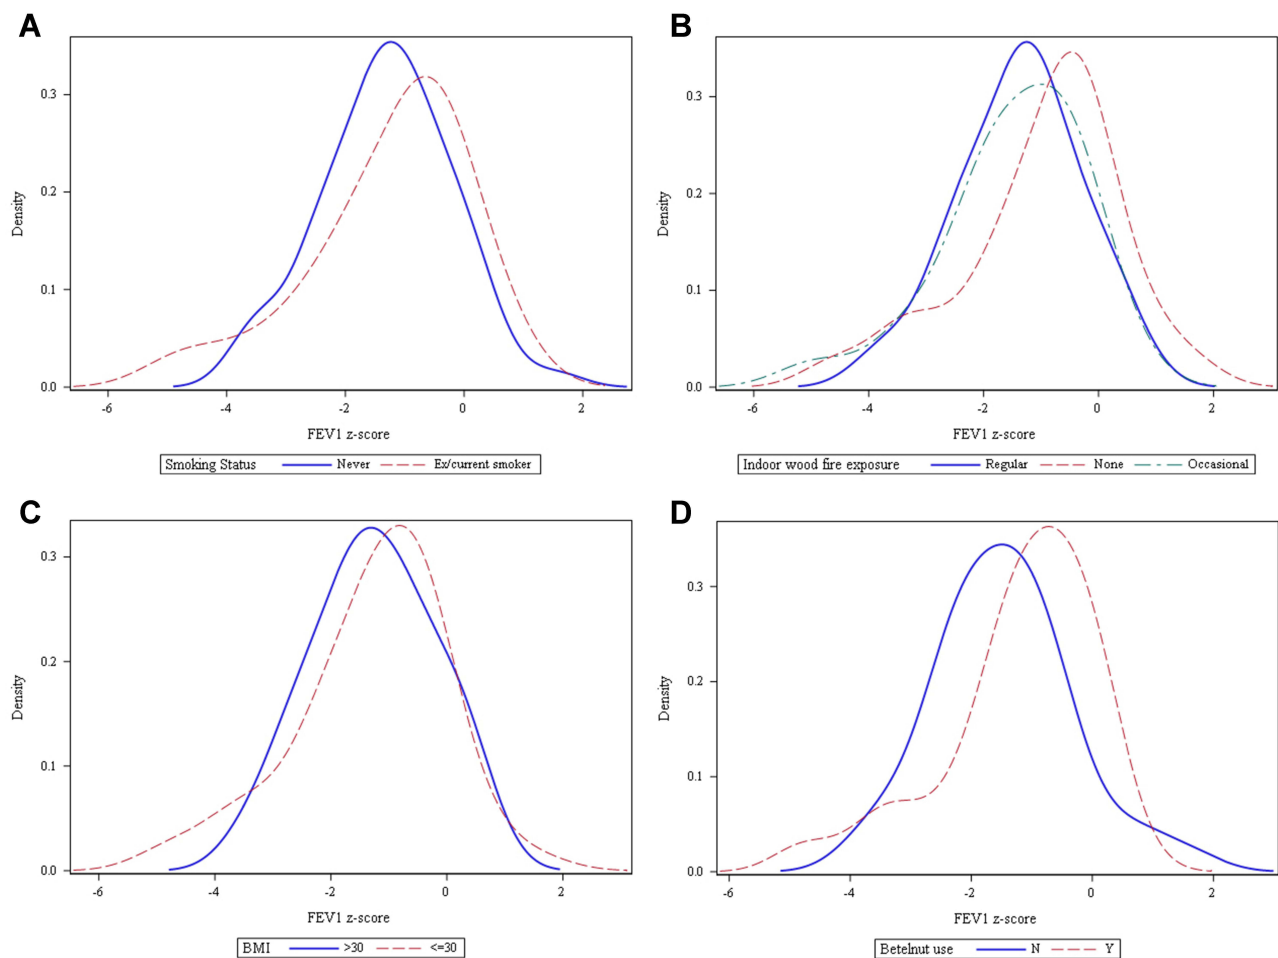 A
Density
0.3
0.2
0.1
0.0
-6 -4 -2 0 2
FEV1 z-score
Smoking Status Never Ex/current smoker
B
Density
0.3
0.2
0.1
0.0
-6 -4 -2 0 2
FEV1 z-score
Indoor wood fire exposure Regular None Occasional
C
Density
0.3
0.2
0.1
0.0
-6 -4 -2 0 2
FEV1 z-score
BMI >30 <=30
D
Density
0.3
0.2
0.1
0.0
-6 -4 -2 0 2
FEV1 z-score
Betelnut use N Y